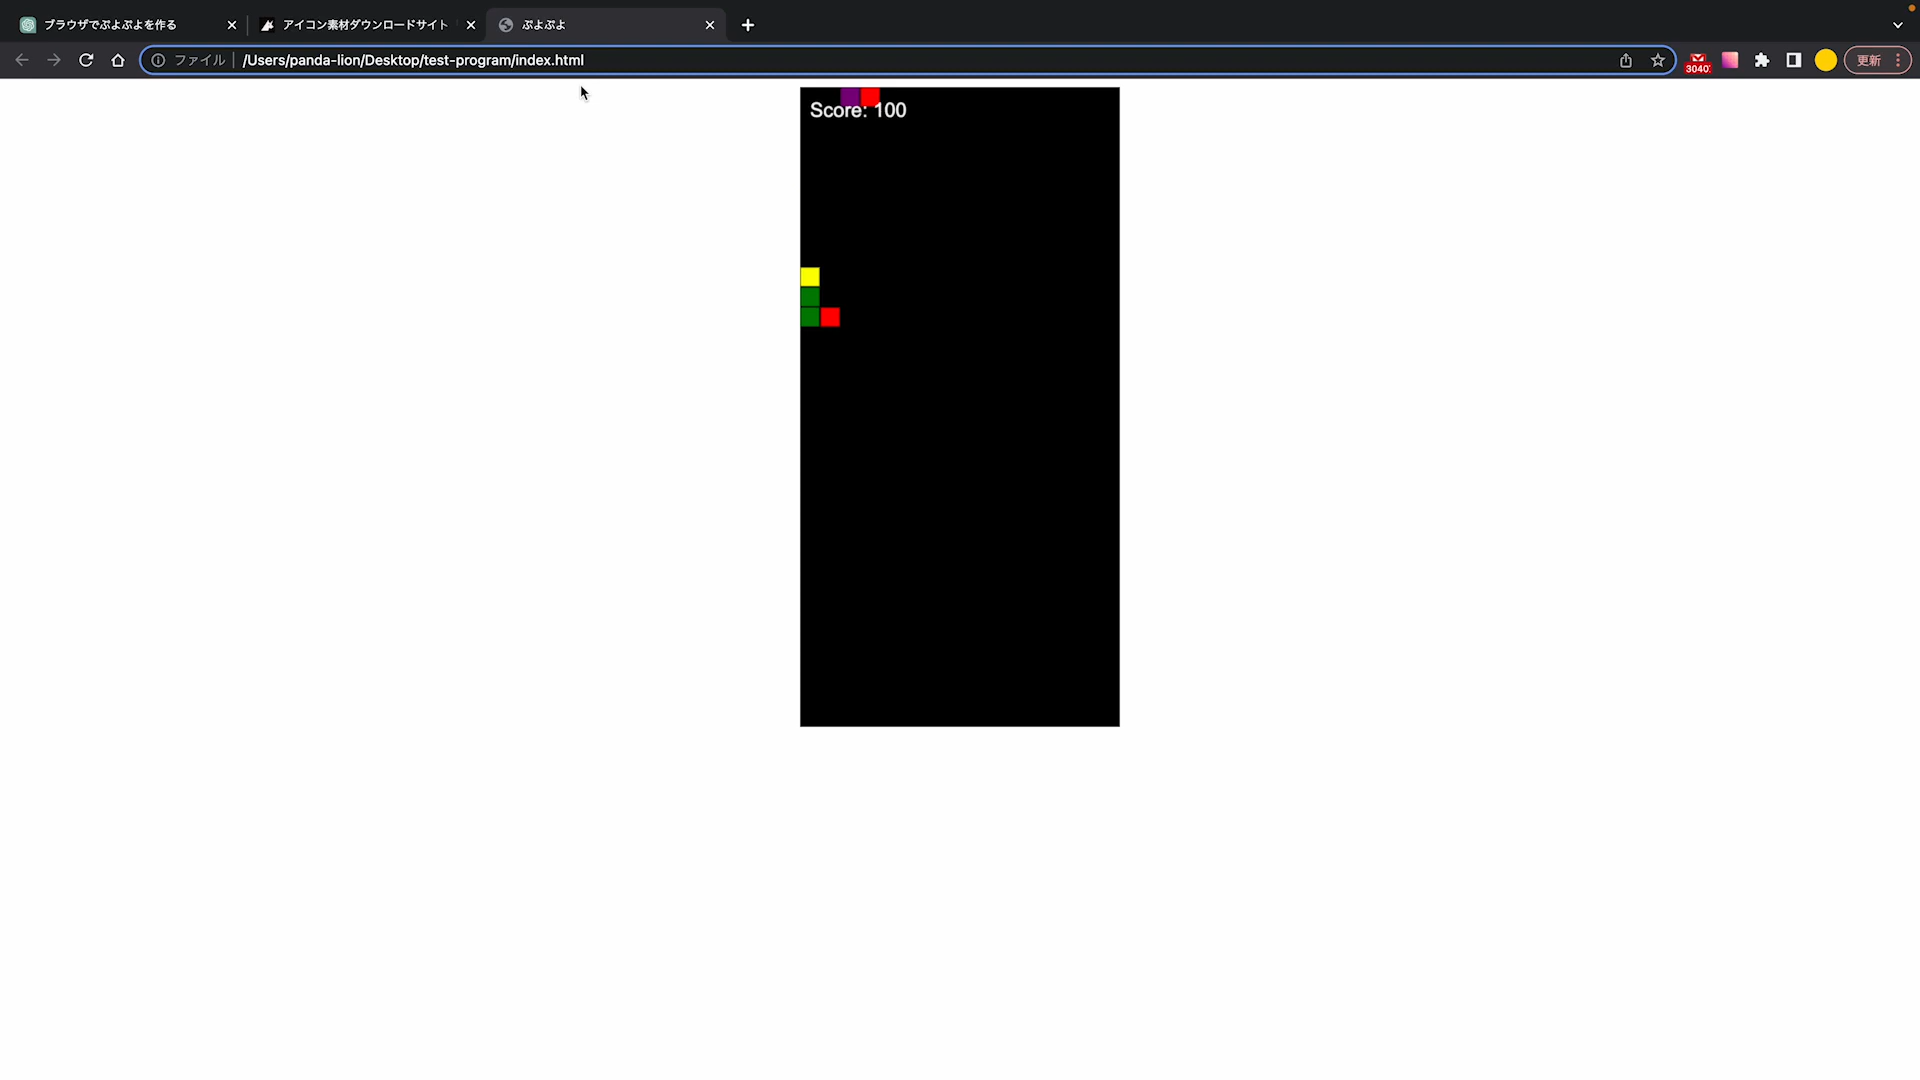 ブラウザでぷよぷよを作る
アイコン素材ダウンロードサイト
ぷよぷよ
ファイル /Users/panda-lion/Desktop/test-program/index.html
3040
更新
Score: 100